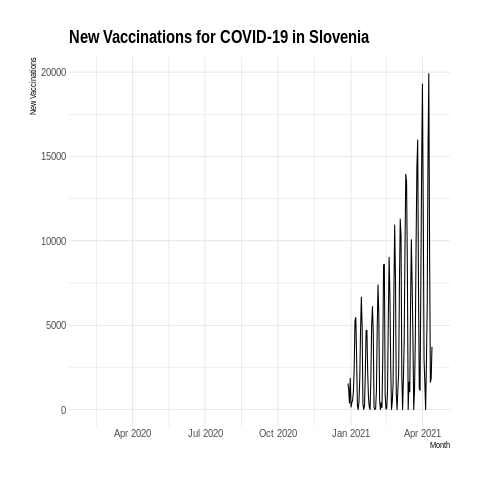 New Vaccinations for COVID-19 in Slovenia
New Vaccinations
20000
15000
10000
5000
0
Apr 2020 Jul 2020 Oct 2020 Jan 2021 Apr 2021
Month